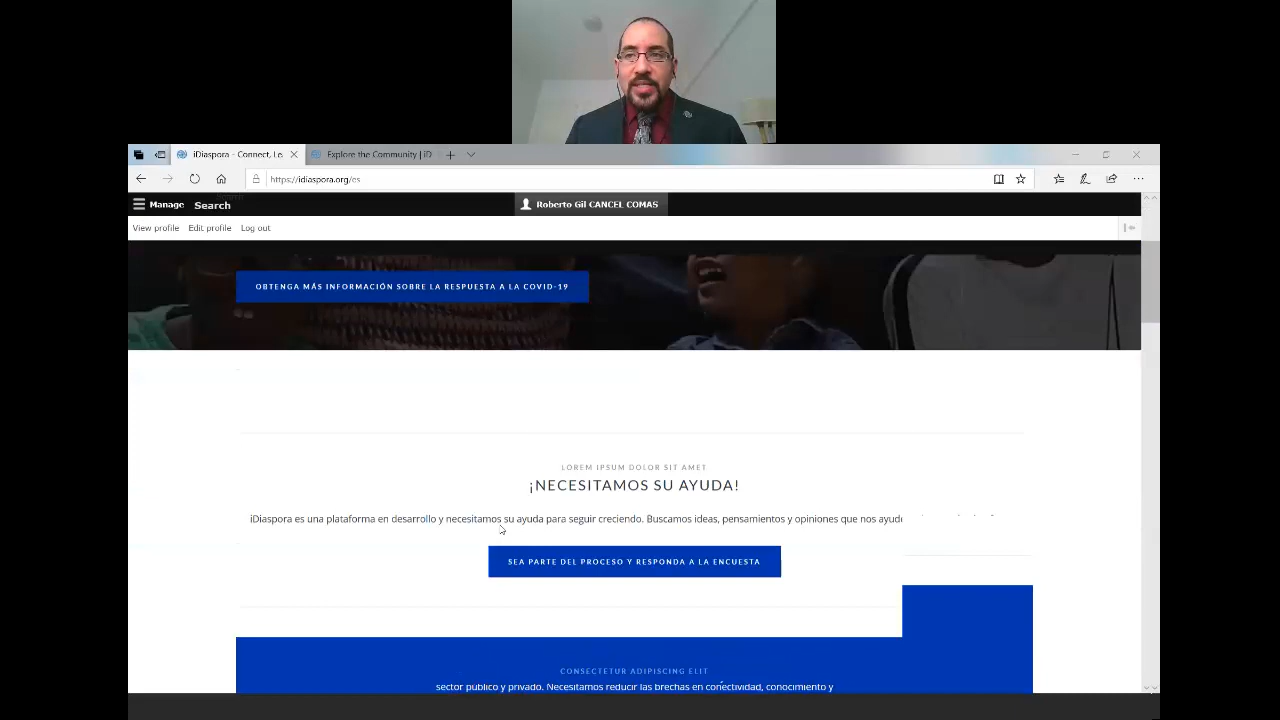 iDiaspora - Connect, Le
Explore the Community | iD
https://idiaspora.org/es
Manage Search Roberto Gil CANCEL COMAS
View profile Edit profile Log out
OBTENGA MÁS INFORMACIÓN SOBRE LA RESPUESTA A LA COVID-19
LOREM IPSUM DOLOR SIT AMET
¡NECESITAMOS SU AYUDA!
iDiaspora es una plataforma en desarrollo y necesitamos su ayuda para seguir creciendo. Buscamos ideas, pensamientos y opiniones que nos ayude
SEA PARTE DEL PROCESO Y RESPONDA A LA ENCUESTA
CONSECTETUR ADIPISCING ELIT
sector público y privado. Necesitamos reducir las brechas en conectividad, conocimiento y